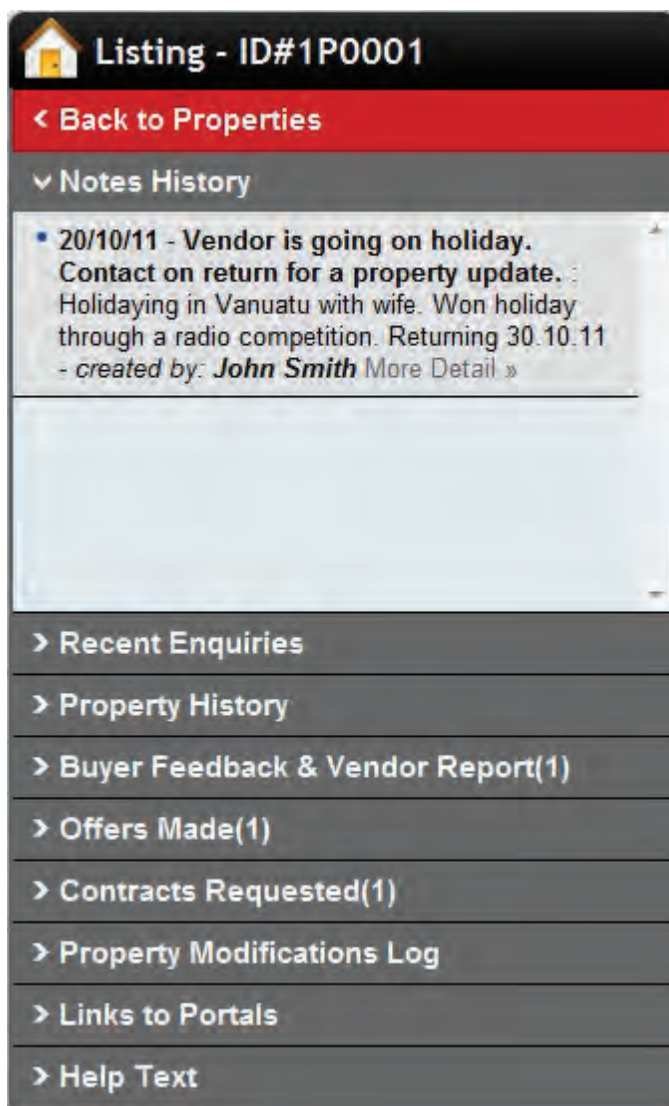 Listing - ID#1P0001
< Back to Properties
Notes History
• 20/10/11 - Vendor is going on holiday.
Contact on return for a property update. :
Holidaying in Vanuatu with wife. Won holiday
through a radio competition. Returning 30.10.11
- created by: John Smith More Detail »
> Recent Enquiries
> Property History
> Buyer Feedback & Vendor Report(1)
> Offers Made(1)
> Contracts Requested(1)
> Property Modifications Log
> Links to Portals
> Help Text